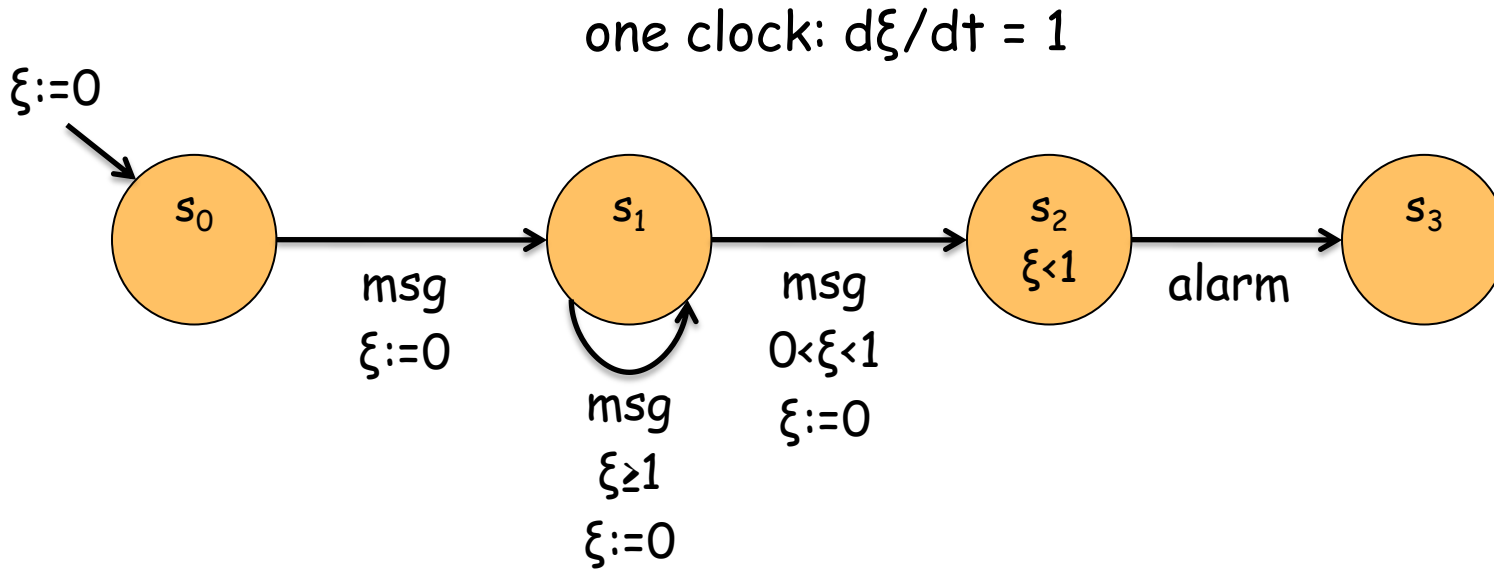 one clock: dξ/dt = 1
ξ:=0
s₀
s₁
s₂
ξ<1
s₃
msg
ξ:=0
msg
ξ≥1
ξ:=0
msg
0<ξ<1
ξ:=0
alarm